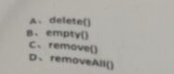 A、delete()
B、empty()
C、remove()
D、removeAll()